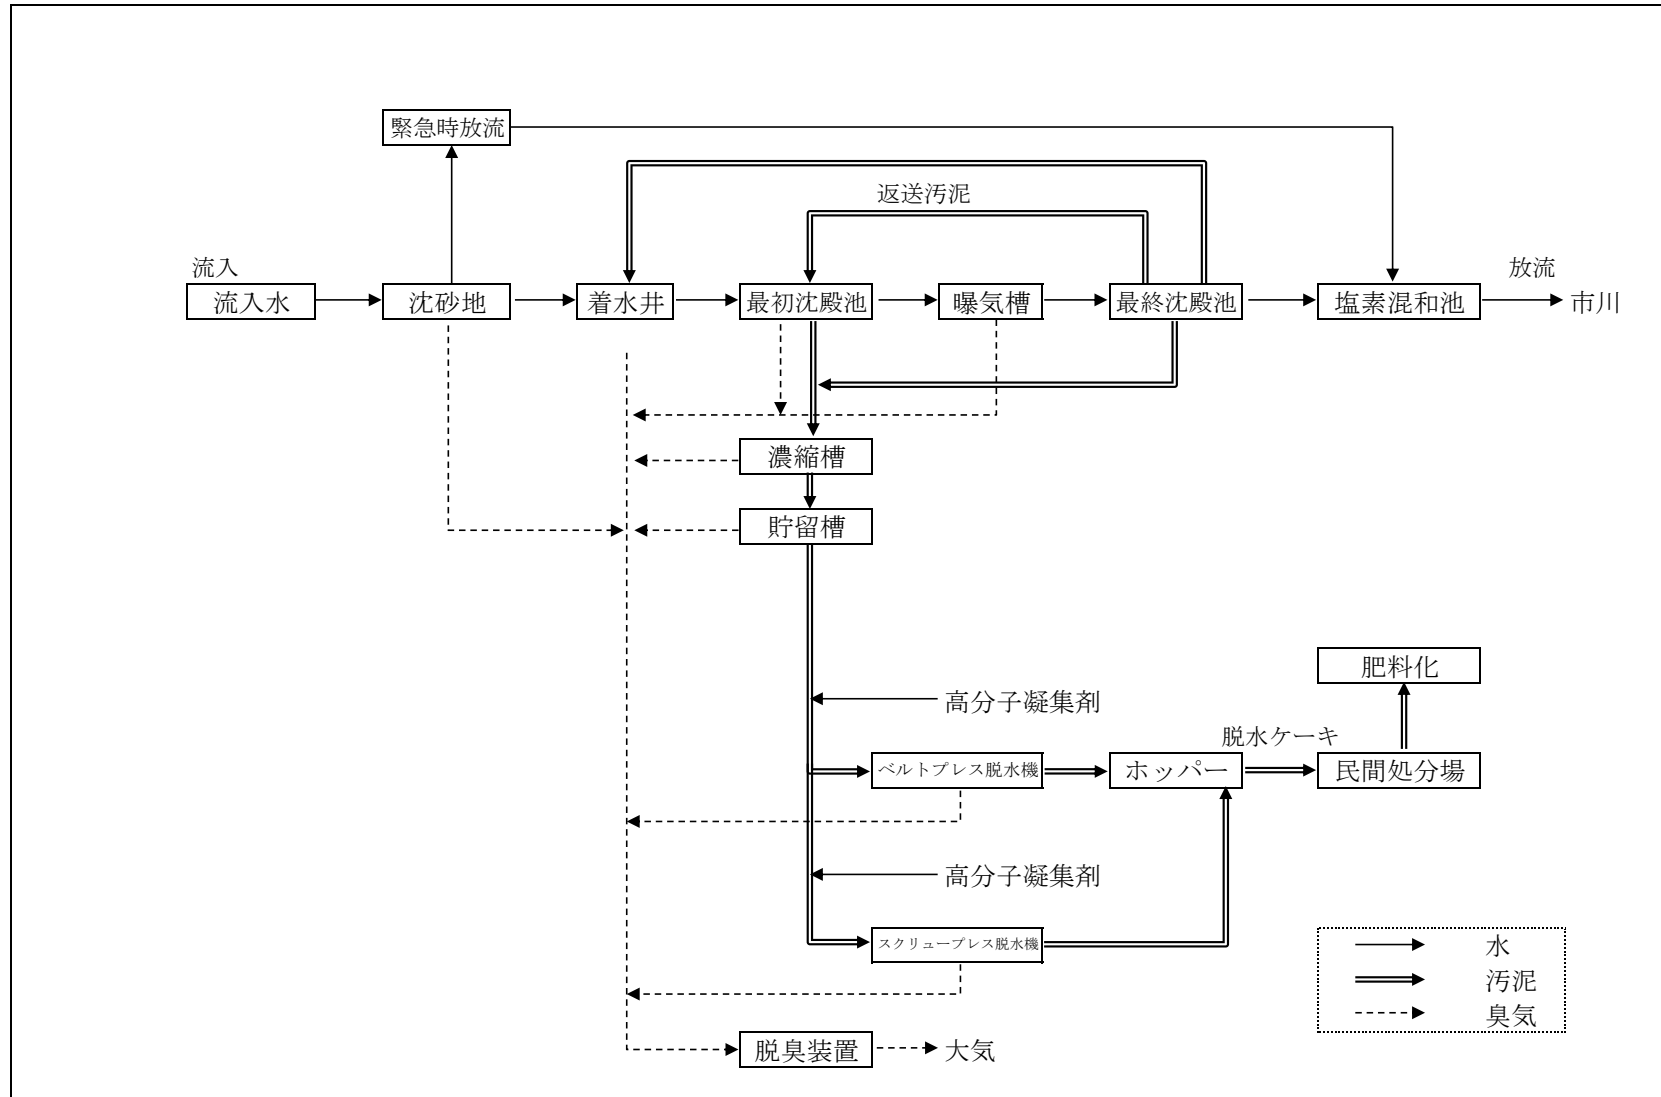 緊急時放流
返送汚泥
流入
放流
流入水
沈砂地
着水井
最初沈殿池
曝気槽
最終沈殿池
塩素混和池
市川
濃縮槽
貯留槽
肥料化
高分子凝集剤
脱水ケーキ
ベルトプレス脱水機
ホッパー
民間処分場
高分子凝集剤
スクリュープレス脱水機
水
汚泥
臭気
脱臭装置
大気